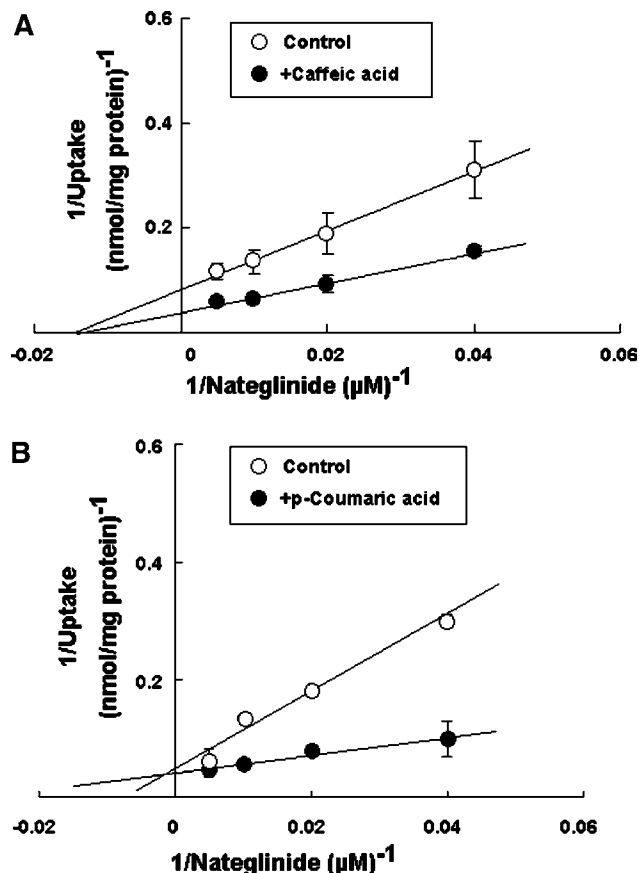 A
Control
+Caffeic acid
1/Uptake
(nmol/mg protein)-1
0.6
0.4
0.2
-0.02
0
0.02
0.04
0.06
1/Nateglinide (µM)-1
B
Control
+p-Coumaric acid
1/Uptake
(nmol/mg protein)-1
0.6
0.4
0.2
-0.02
0
0.02
0.04
0.06
1/Nateglinide (µM)-1